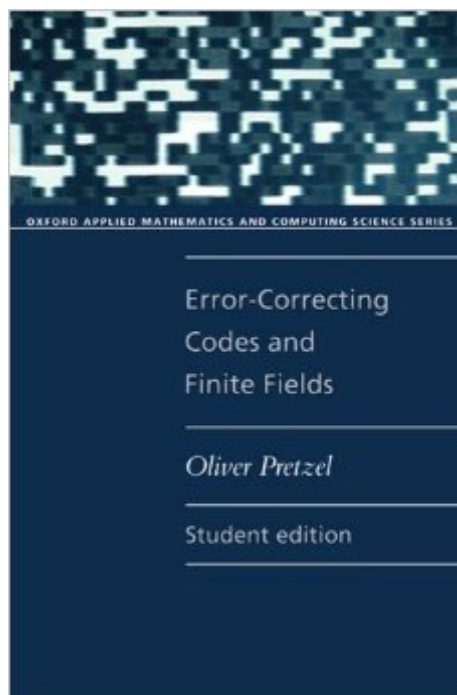 OXFORD APPLIED MATHEMATICS AND COMPUTING SCIENCE SERIES
Error-Correcting
Codes and
Finite Fields
Oliver Pretzel
Student edition